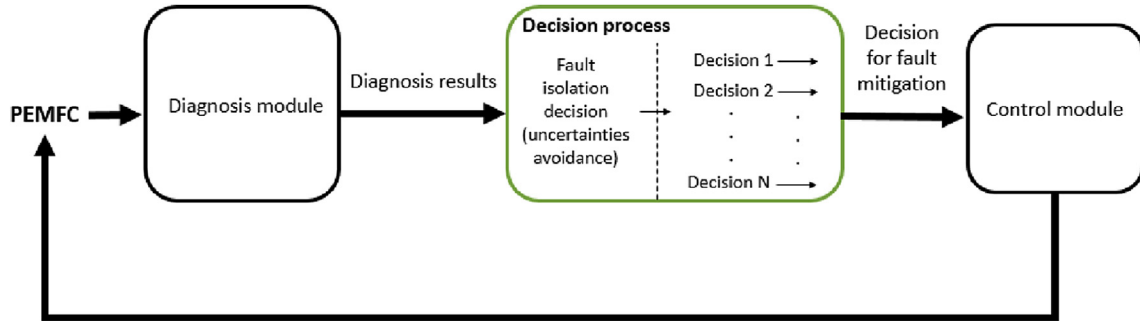 PEMFC
Diagnosis module
Diagnosis results
Decision process
Fault
isolation
decision
(uncertainties
avoidance)
Decision 1
Decision 2
Decision N
Decision
for fault
mitigation
Control module